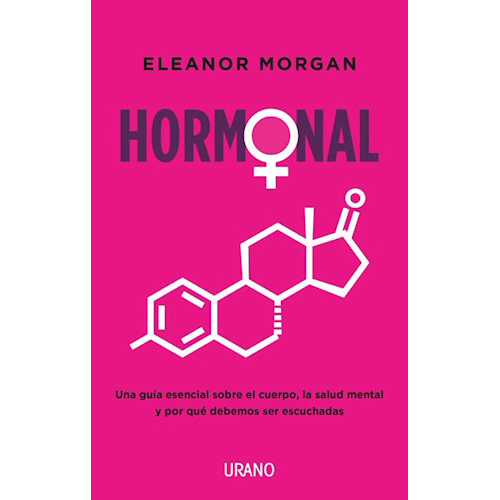 ELEANOR MORGAN
HORMONAL
O
Una guía esencial sobre el cuerpo, la salud mental
y por qué debemos ser escuchadas
URANO